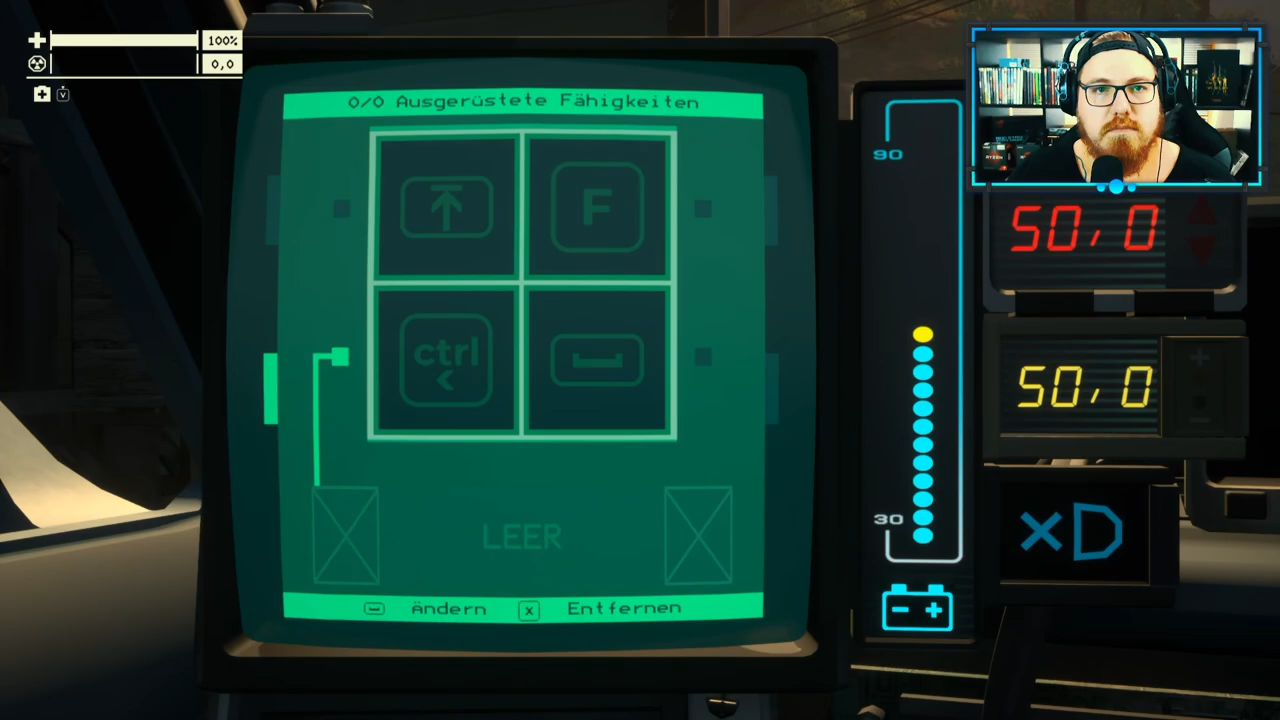 100%
0,0
V
0/0 Ausgerüstete Fähigkeiten
F
ctrl
LEER
Ändern x Entfernen
90
30
50,0
50,0
XD